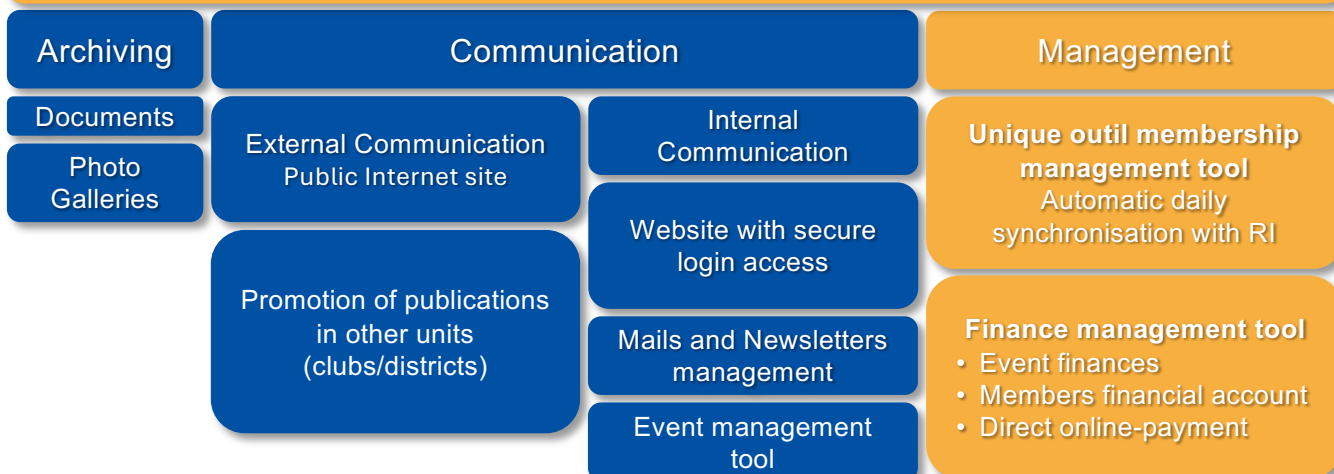 Archiving
Communication
Management
Documents
Photo
Galleries
External Communication
Public Internet site
Promotion of publications
in other units
(clubs/districts)
Internal
Communication
Website with secure
login access
Mails and Newsletters
management
Event management
tool
Unique outil membership
management tool
Automatic daily
synchronisation with RI
Finance management tool
• Event finances
• Members financial account
• Direct online-payment